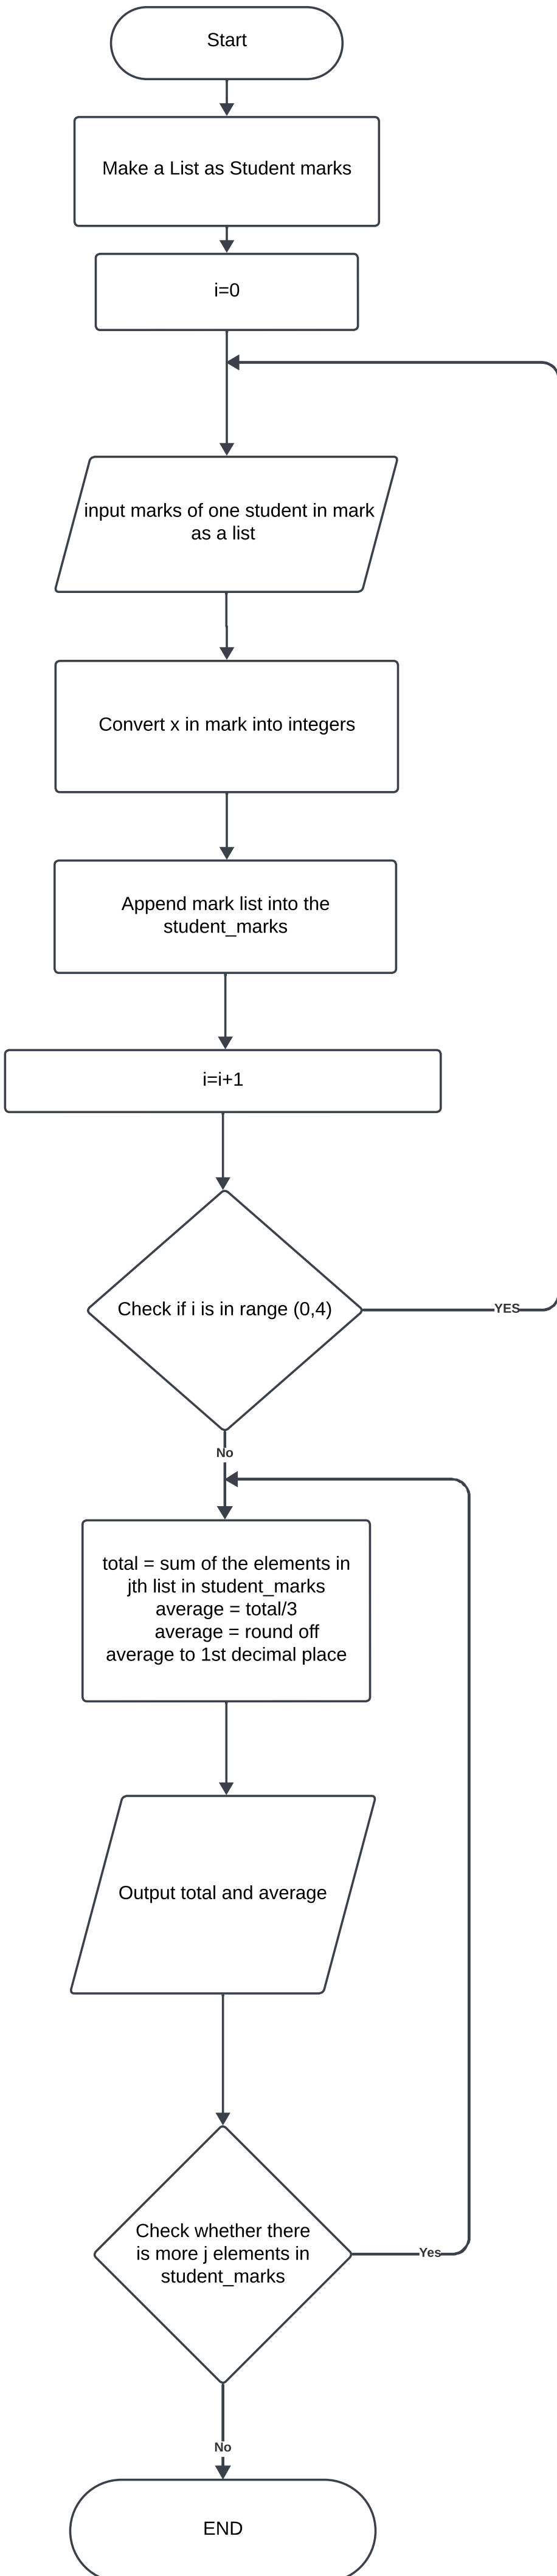 Start
Make a List as Student marks
i=0
input marks of one student in mark
as a list
Convert x in mark into integers
Append mark list into the
student_marks
i=i+1
Check if i is in range (0,4)
YES
No
total = sum of the elements in
jth list in student_marks
average = total/3
average = round off
average to 1st decimal place
Output total and average
Check whether there
is more j elements in
student_marks
Yes
No
END